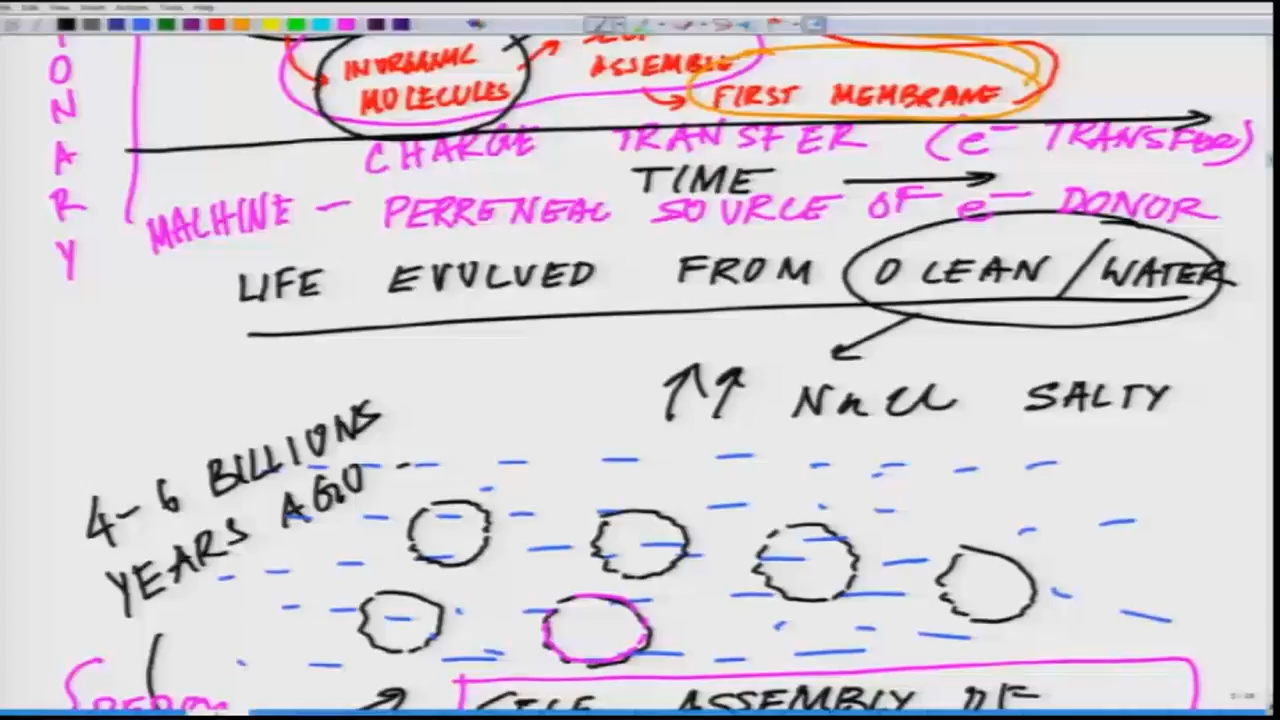 I
O
N
A
R
Y
INORGANIC
MOLECULES
ASSEMBLE
FIRST MEMBRANE
CHARGE TRANSFER (e⁻ TRANSFER)
TIME
MACHINE - PERRENEAL SOURCE OF e⁻ DONOR
LIFE EVOLVED FROM OCEAN/WATER
↑↑ NaCl SALTY
4-6 BILLIONS
YEARS AGO
ASSEMBLY OF